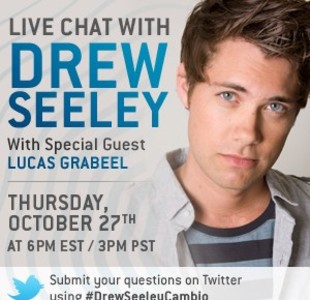 LIVE CHAT WITH
DREW
SEELEY
With Special Guest
LUCAS GRABEEL
THURSDAY,
OCTOBER 27TH
AT 6PM EST / 3PM PST
Submit your questions on Twitter
using #DrewSeeleyCambio